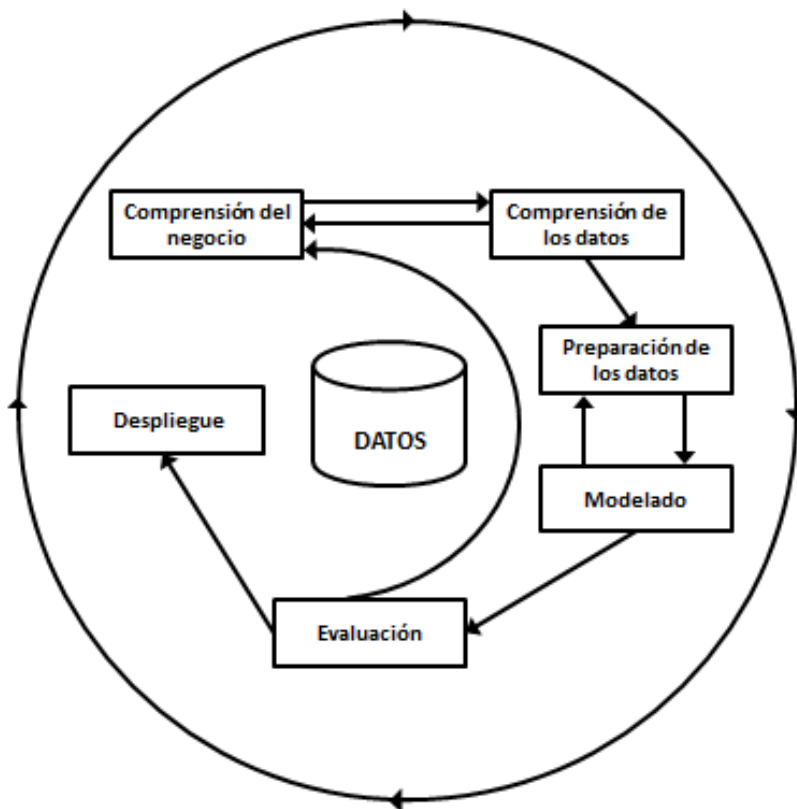 Comprensión del
negocio
Comprensión de
los datos
Preparación de
los datos
Despliegue
DATOS
Modelado
Evaluación